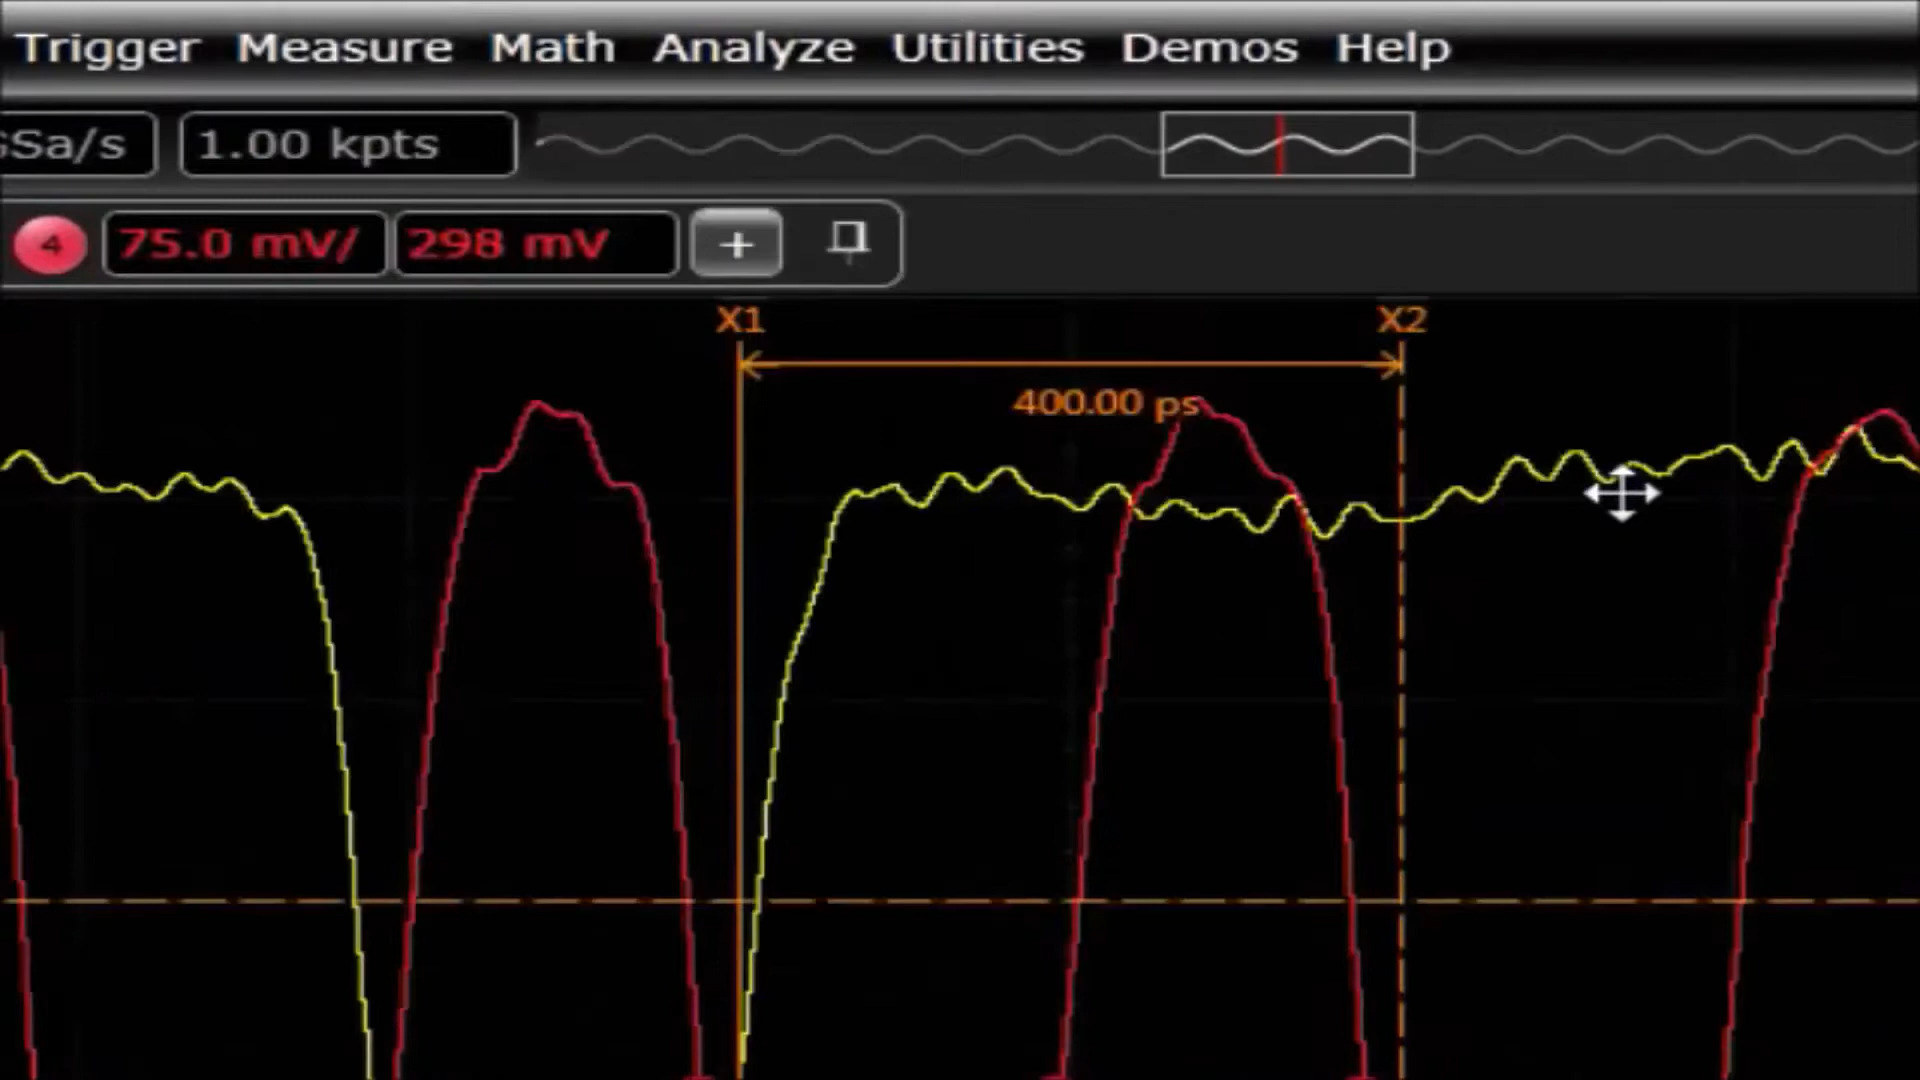 Trigger Measure Math Analyze Utilities Demos Help
GSa/s 1.00 kpts
4 75.0 mV/ 298 mV +
X1 X2
400.00 ps